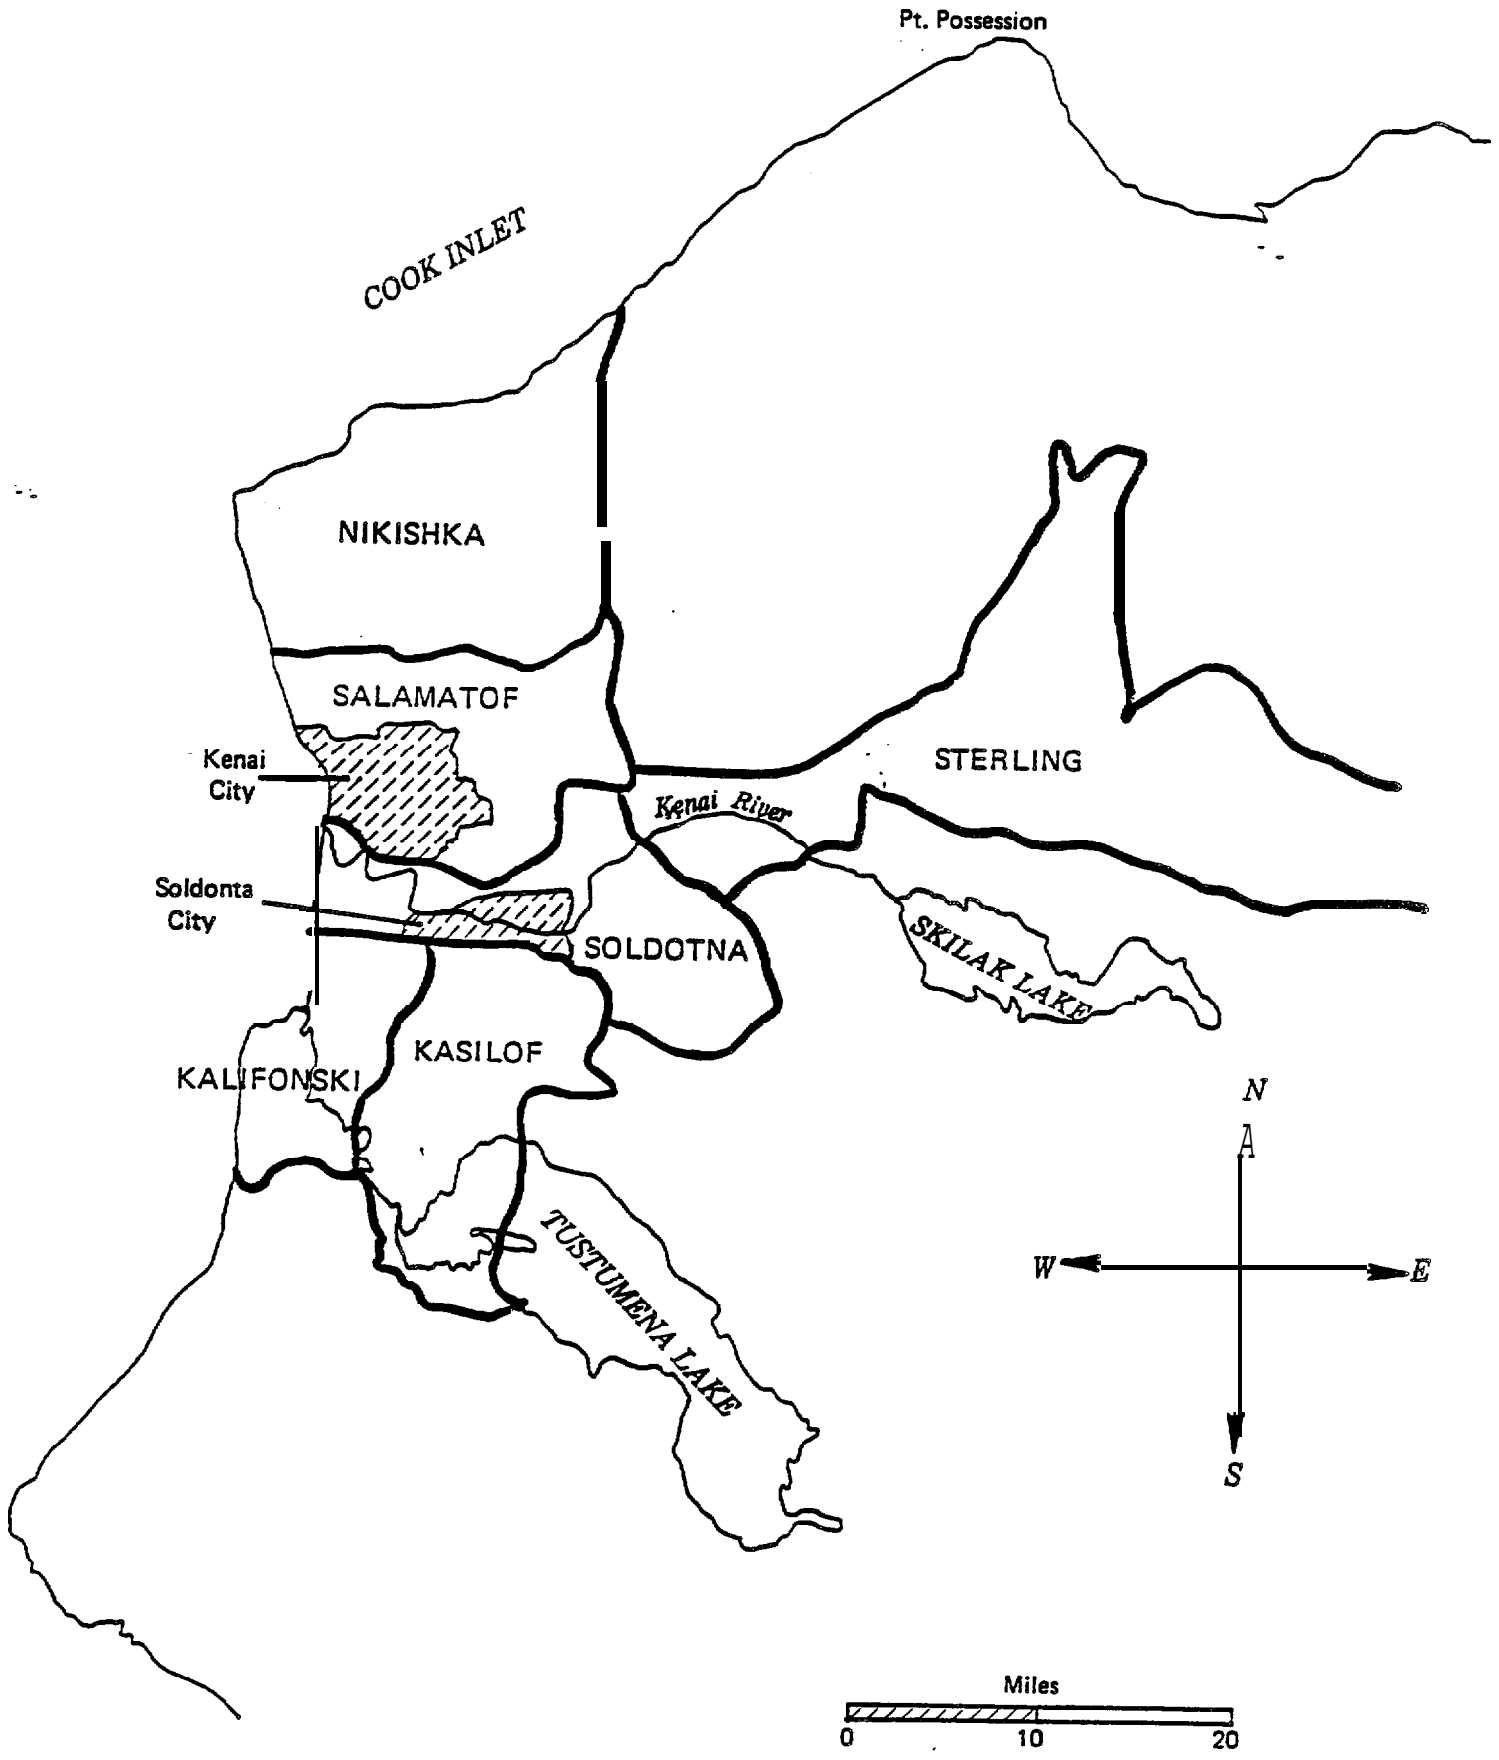 Pt. Possession
COOK INLET
NIKISHKA
SALAMATOF
Kenai
City
STERLING
Kenai River
Soldonta
City
SOLDOTNA
SKILAK LAKE
KASILOF
KALIFONSKI
N
A
W
E
S
TUSTUMENA LAKE
Miles
0 10 20